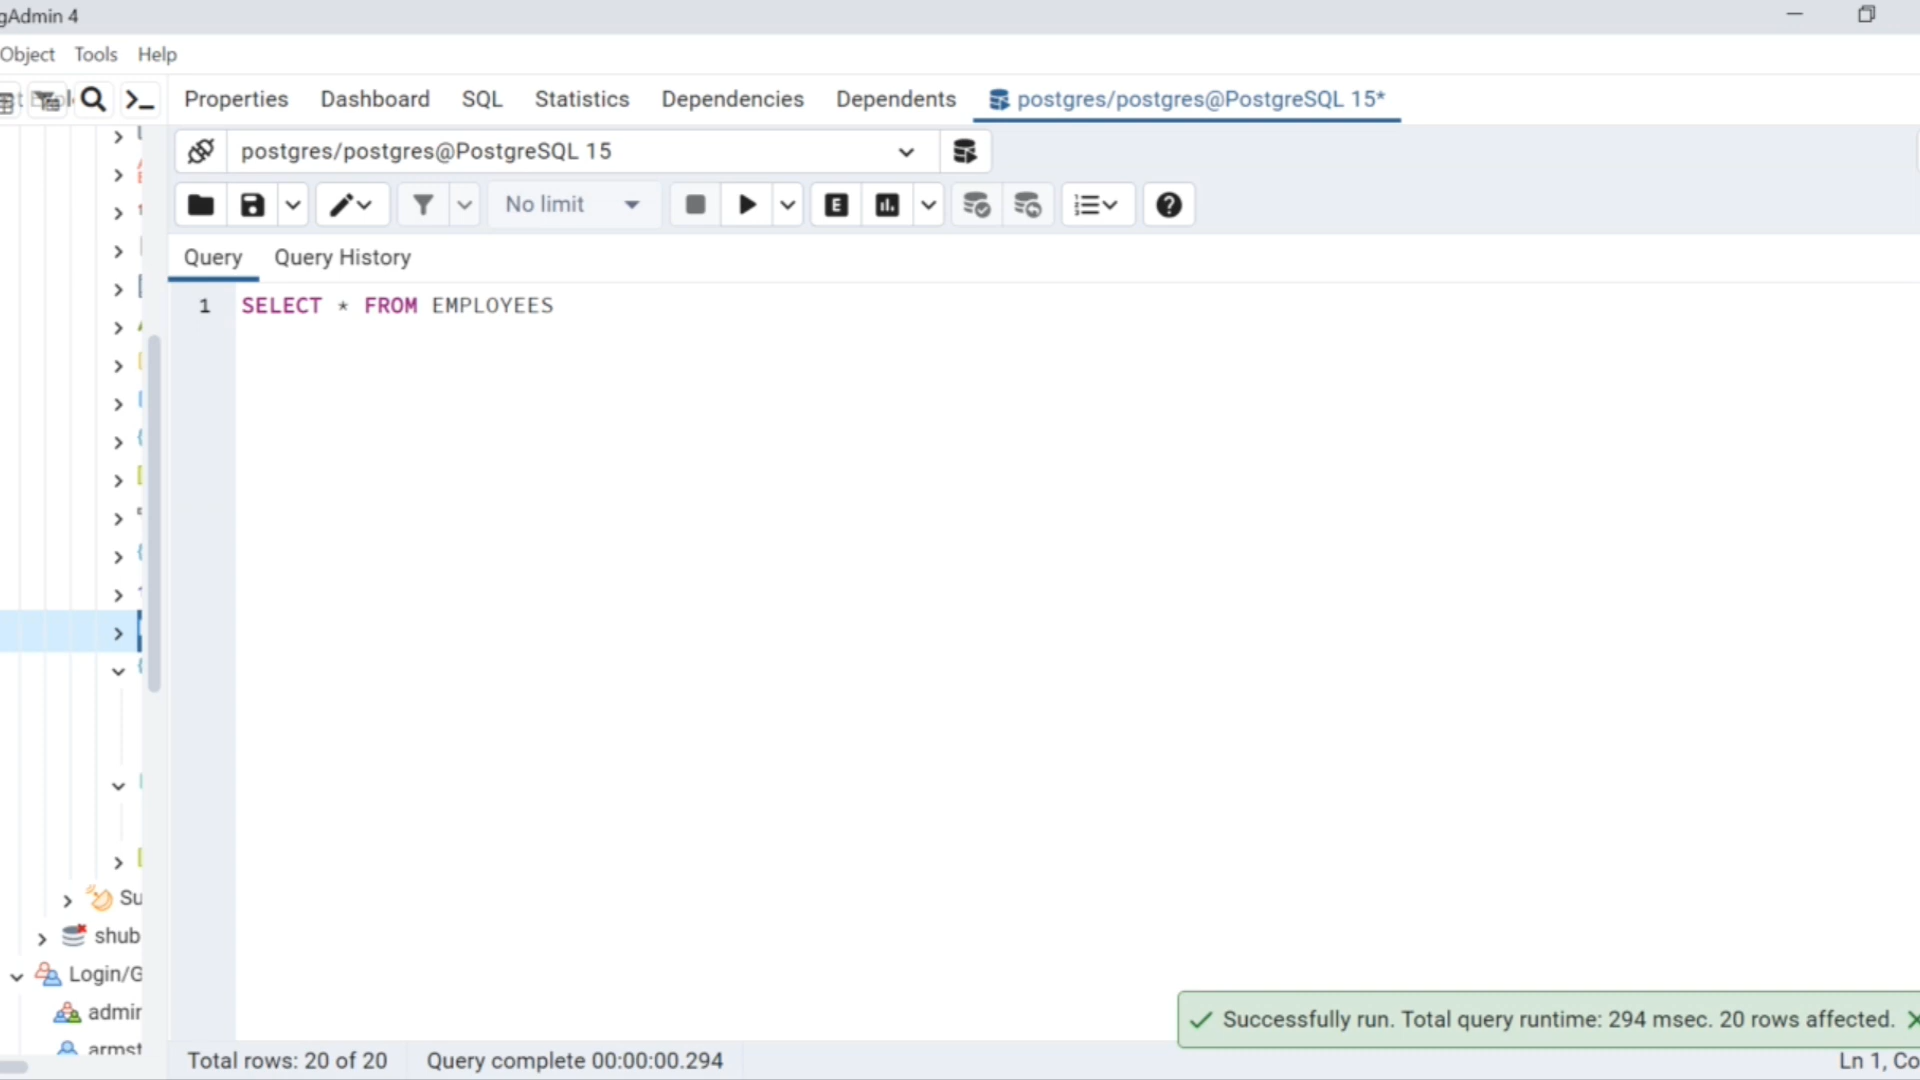 gAdmin 4
Object Tools Help
Properties Dashboard SQL Statistics Dependencies Dependents postgres/postgres@PostgreSQL 15*
postgres/postgres@PostgreSQL 15
No limit
Query Query History
1 SELECT * FROM EMPLOYEES
Su
shub
Login/G
admin
armst
Successfully run. Total query runtime: 294 msec. 20 rows affected.
Total rows: 20 of 20 Query complete 00:00:00.294 Ln 1, Co